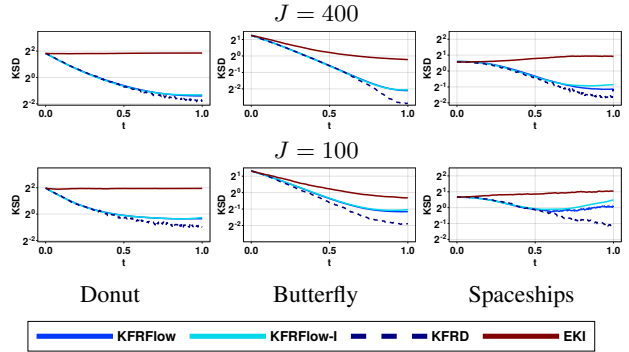 J = 400
KSD
2^2
2^0
2^-2
0.0 0.5 1.0
t
KSD
2^1
2^0
2^-1
2^-2
0.0 0.5 1.0
t
KSD
2^2
2^1
2^0
2^-1
2^-2
0.0 0.5 1.0
t
J = 100
KSD
2^2
2^0
2^-2
0.0 0.5 1.0
t
KSD
2^1
2^0
2^-1
2^-2
0.0 0.5 1.0
t
KSD
2^2
2^1
2^0
2^-1
2^-2
0.0 0.5 1.0
t
Donut Butterfly Spaceships
KFRFlow KFRFlow-I KFRD EKI